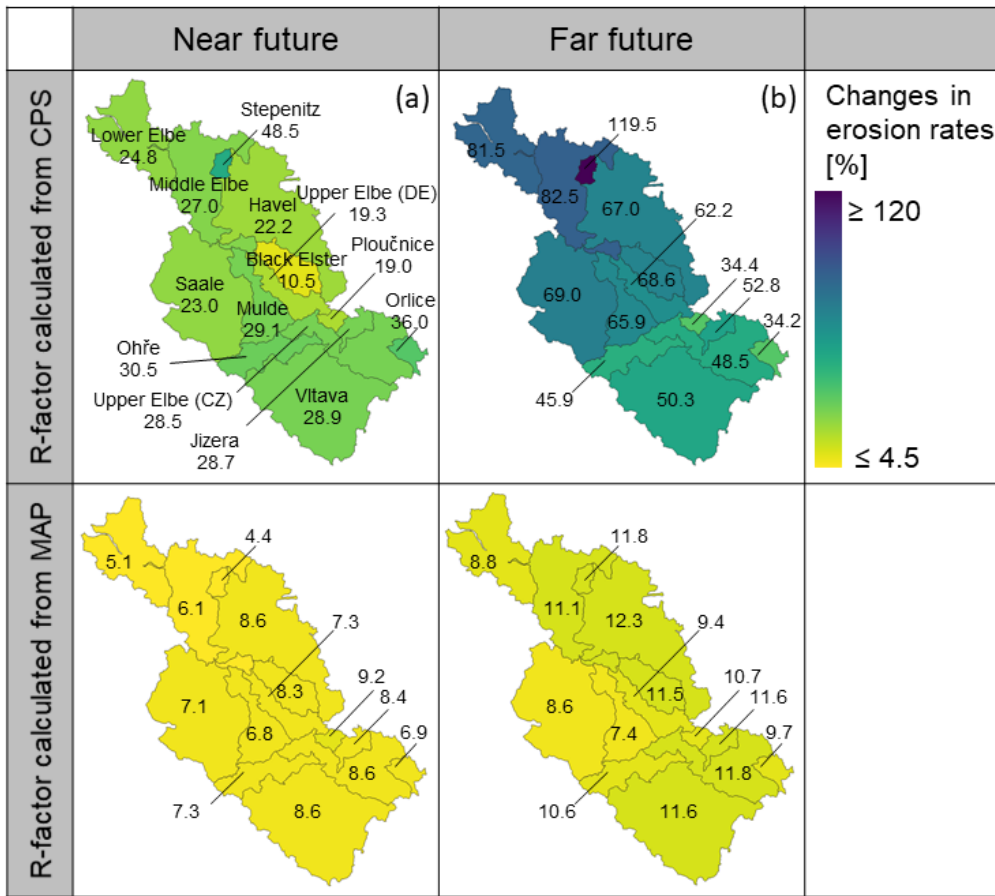 Near future
Far future
R-factor calculated from CPS
(a)
Stepenitz
48.5
Lower Elbe
24.8
Middle Elbe
27.0
Upper Elbe (DE)
19.3
Havel
22.2
Ploučnice
19.0
Black Elster
10.5
Orlice
36.0
Saale
23.0
Mulde
29.1
Ohře
30.5
Upper Elbe (CZ)
28.5
Vltava
28.9
Jizera
28.7
(b)
119.5
81.5
82.5
67.0
62.2
34.4
68.6
52.8
69.0
65.9
34.2
48.5
45.9
50.3
Changes in
erosion rates
[%]
≥ 120
≤ 4.5
R-factor calculated from MAP
4.4
5.1
6.1
8.6
7.3
9.2
8.3
8.4
7.1
6.8
6.9
8.6
7.3
8.6
11.8
8.8
11.1
12.3
9.4
10.7
11.5
11.6
8.6
7.4
9.7
11.8
10.6
11.6